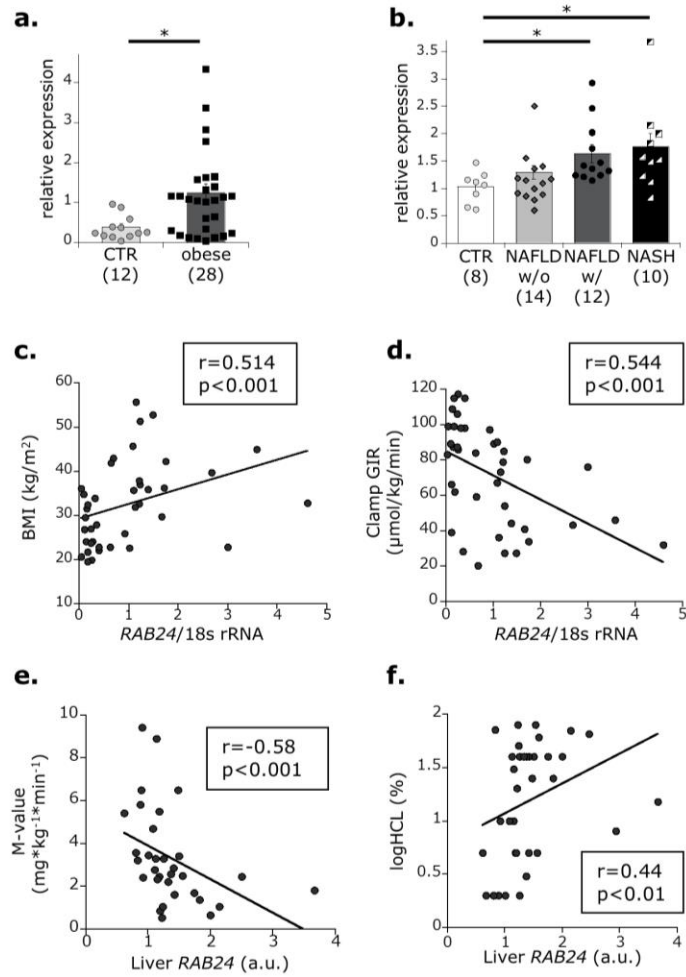 a.
*
relative expression
5
4
3
2
1
0
CTR
(12)
obese
(28)
b.
*
*
relative expression
3.5
3
2.5
2
1.5
1
0.5
0
CTR
(8)
NAFLD
w/o
(14)
NAFLD
w/
(12)
NASH
(10)
c.
r=0.514
p<0.001
BMI (kg/m²)
60
50
40
30
20
10
0
1
2
3
4
5
RAB24/18s rRNA
d.
r=0.544
p<0.001
Clamp GIR
(µmol/kg/min)
120
100
80
60
40
20
0
0
1
2
3
4
5
RAB24/18s rRNA
e.
r=-0.58
p<0.001
M-value
(mg*kg⁻¹*min⁻¹)
10
8
6
4
2
0
0
1
2
3
4
Liver RAB24 (a.u.)
f.
r=0.44
p<0.01
logHCL (%)
2
1.5
1
0.5
0
0
1
2
3
4
Liver RAB24 (a.u.)